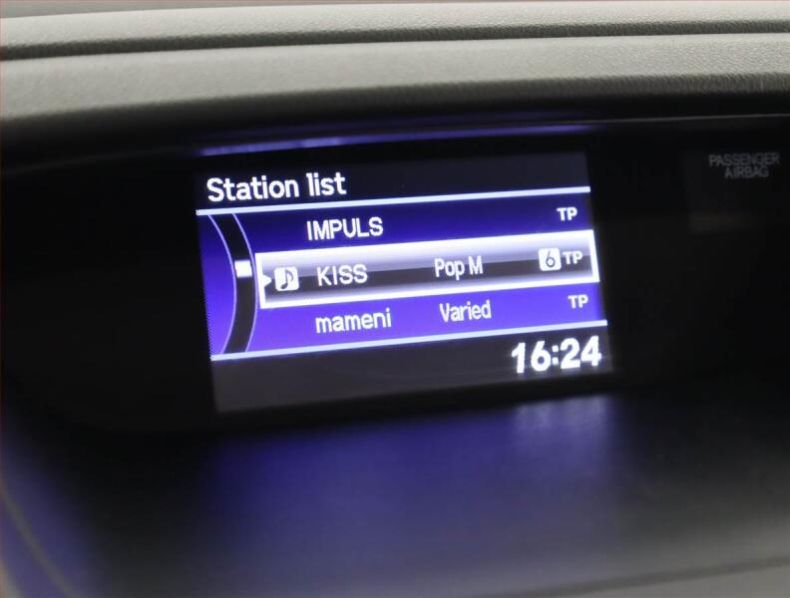 PASSENGER
AIRBAG
Station list
IMPULS TP
KISS Pop M 6 TP
mameni Varied TP
16:24